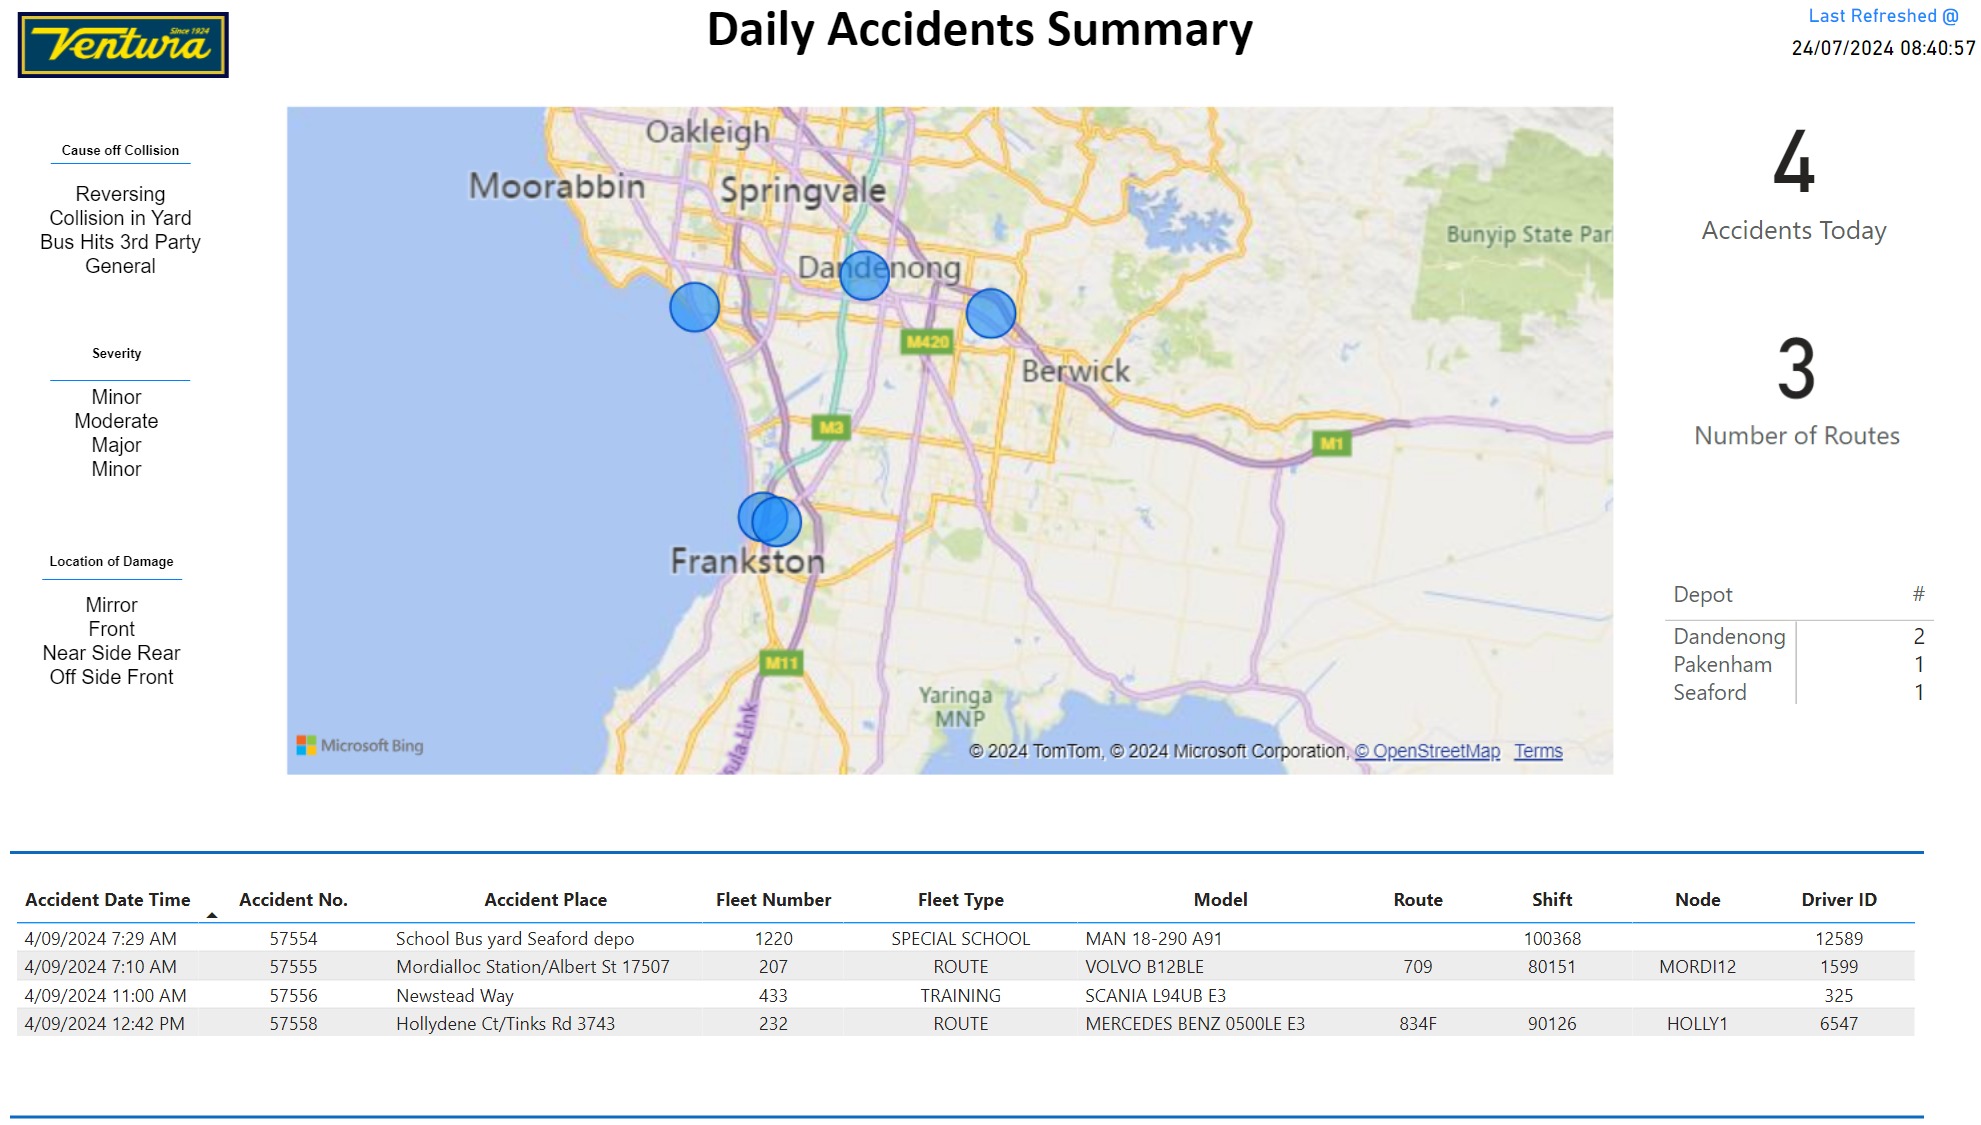 Ventura
Since 1924
Daily Accidents Summary
Last Refreshed @
24/07/2024 08:40:57
Cause off Collision
Reversing
Collision in Yard
Bus Hits 3rd Party
General
Severity
Minor
Moderate
Major
Minor
Location of Damage
Mirror
Front
Near Side Rear
Off Side Front
Oakleigh
Moorabbin
Springvale
Bunyip State Par
Dandenong
M420
Berwick
M3
M1
Frankston
M11
Yaringa
MNP
ula Link
Microsoft Bing
© 2024 TomTom, © 2024 Microsoft Corporation, © OpenStreetMap Terms
4
Accidents Today
3
Number of Routes
Depot #
Dandenong 2
Pakenham 1
Seaford 1
Accident Date Time Accident No. Accident Place Fleet Number Fleet Type Model Route Shift Node Driver ID
4/09/2024 7:29 AM 57554 School Bus yard Seaford depo 1220 SPECIAL SCHOOL MAN 18-290 A91 100368 12589
4/09/2024 7:10 AM 57555 Mordialloc Station/Albert St 17507 207 ROUTE VOLVO B12BLE 709 80151 MORDI12 1599
4/09/2024 11:00 AM 57556 Newstead Way 433 TRAINING SCANIA L94UB E3 325
4/09/2024 12:42 PM 57558 Hollydene Ct/Tinks Rd 3743 232 ROUTE MERCEDES BENZ 0500LE E3 834F 90126 HOLLY1 6547